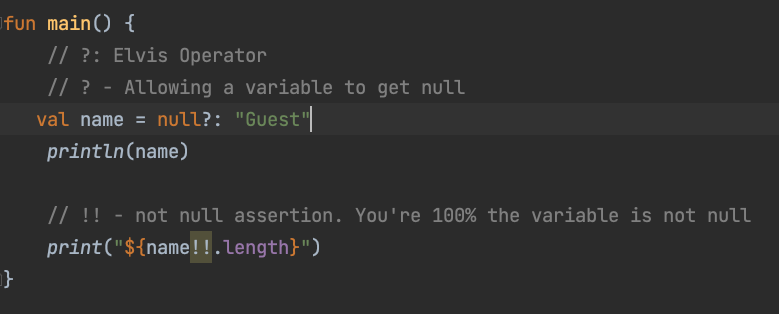 fun main() {
// ?: Elvis Operator
// ? - Allowing a variable to get null
val name = null?: "Guest"
println(name)
// !! - not null assertion. You're 100% the variable is not null
print("${name!!.length}")
}